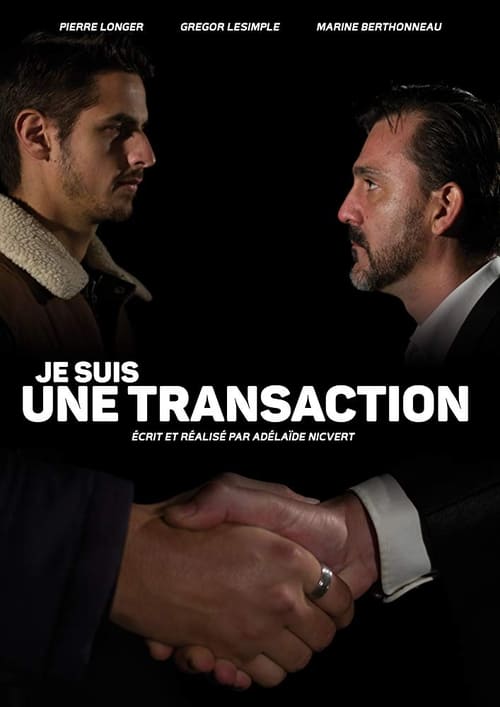 PIERRE LONGER GREGOR LESIMPLE MARINE BERTHONNEAU
JE SUIS
UNE TRANSACTION
ÉCRIT ET RÉALISÉ PAR ADÉLAÏDE NICVERT